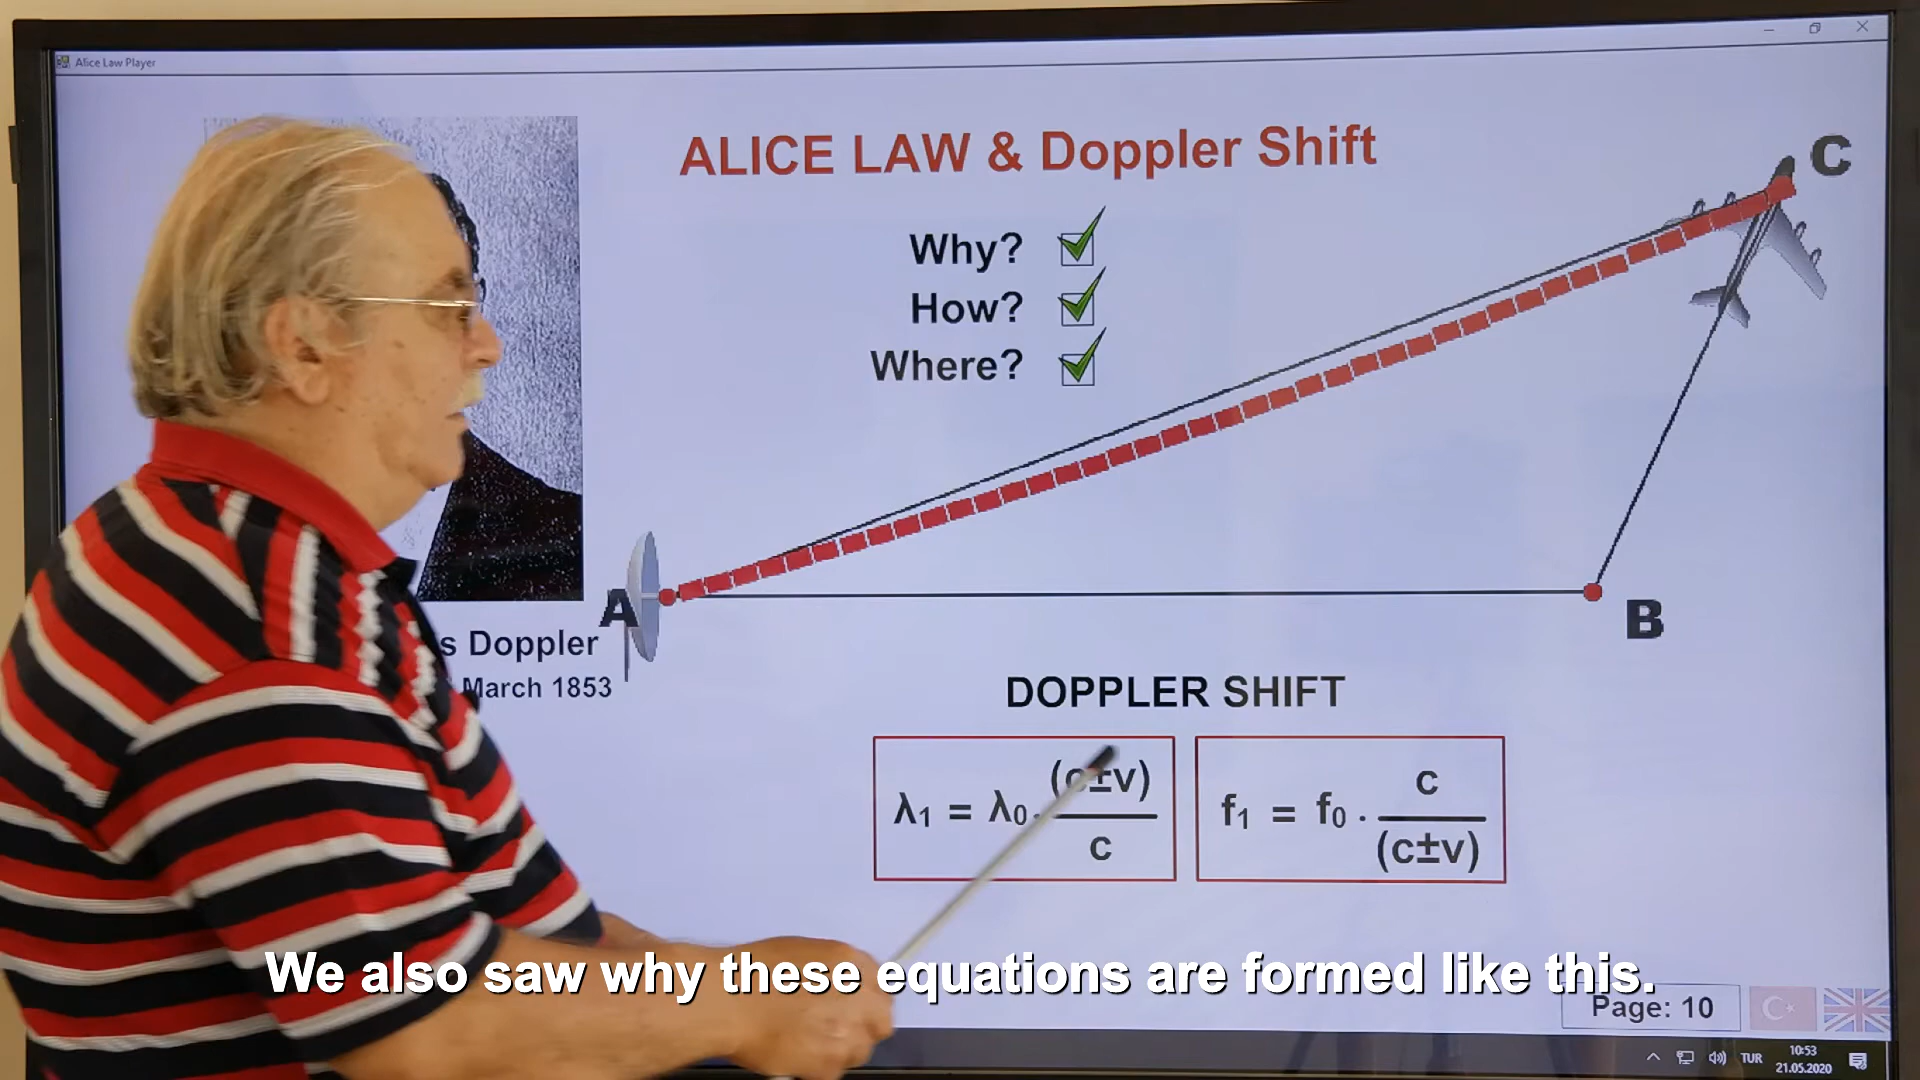 Alice Law Player
ALICE LAW & Doppler Shift
C
Why?
How?
Where?
A
B
s Doppler
March 1853
DOPPLER SHIFT
λ1 = λ0. (c±v) / c
f1 = f0 . c / (c±v)
We also saw why these equations are formed like this.
Page: 10
TUR
10:53
21.05.2020